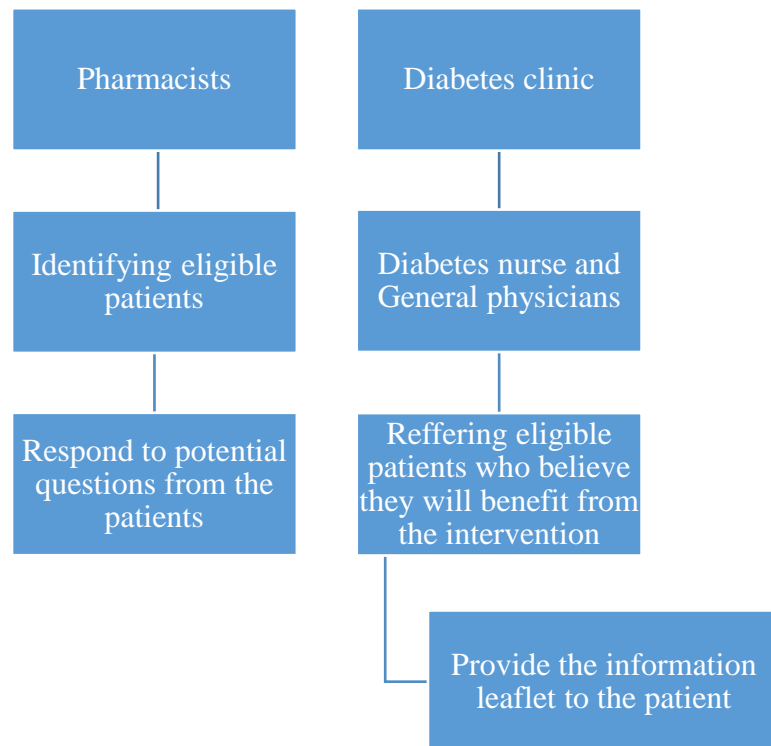 Pharmacists
Identifying eligible
patients
Respond to potential
questions from the
patients
Diabetes clinic
Diabetes nurse and
General physicians
Reffering eligible
patients who believe
they will benefit from
the intervention
Provide the information
leaflet to the patient